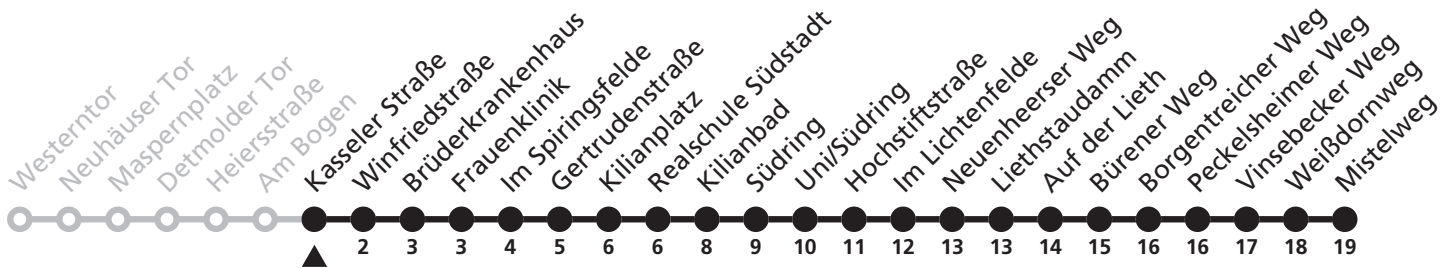 Westerntor
Neuhäuser Tor
Maspernplatz
Detmolder Tor
Heiersstraße
Am Bogen
Kasseler Straße
Winfriedstraße
Brüderkrankenhaus
Frauenklinik
Im Spiringsfelde
Gertrudenstraße
Kilianplatz
Realschule Südstadt
Kilianbad
Südring
Uni/Südring
Hochstiftstraße
Im Lichtenfelde
Neuenheerser Weg
Liethstaudamm
Auf der Lieth
Bürener Weg
Borgentreicher Weg
Peckelsheimer Weg
Vinsebecker Weg
Weißdornweg
Mistelweg
2 3 3 4 5 6 6 8 9 10 11 12 13 13 14 15 16 16 17 18 19